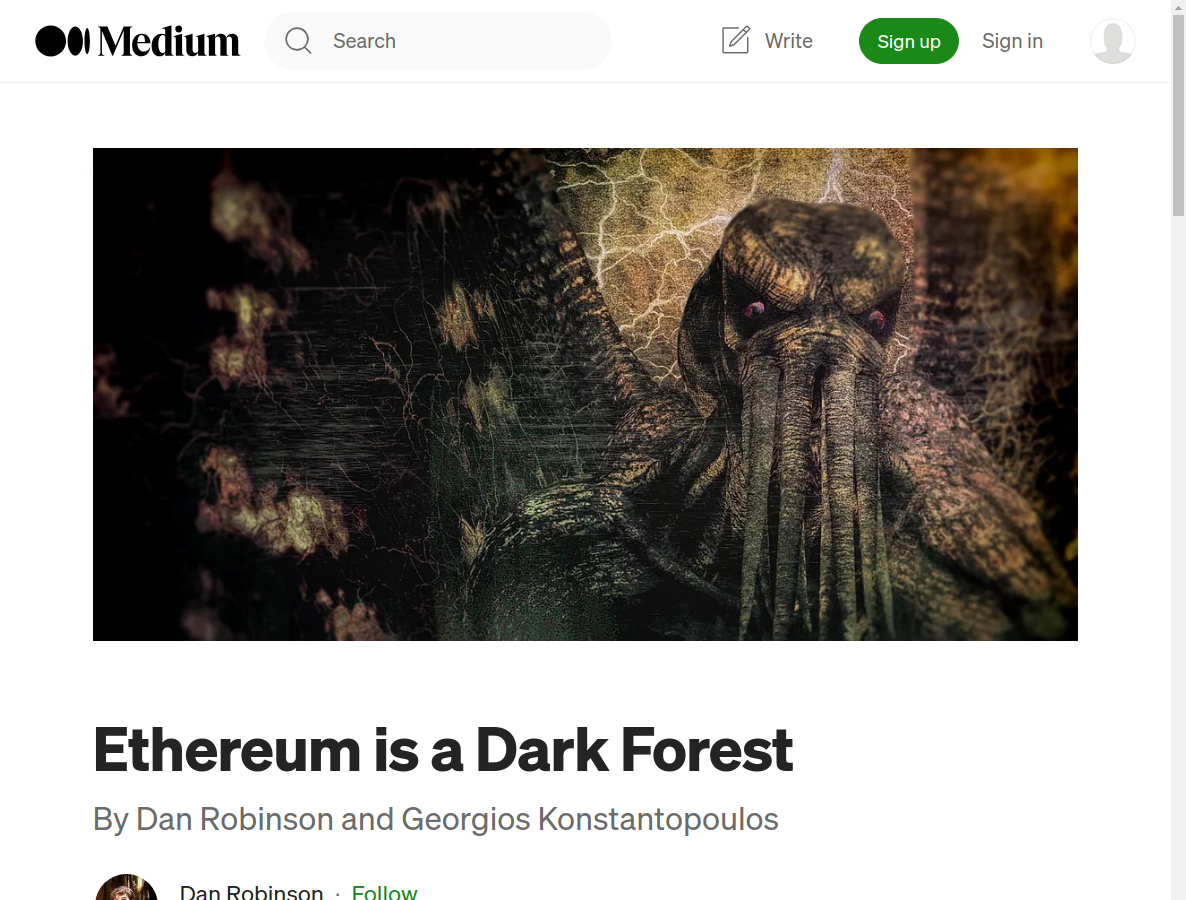 Medium
Search
Write
Sign up
Sign in
Ethereum is a Dark Forest
By Dan Robinson and Georgios Konstantopoulos
Dan Robinson · Follow